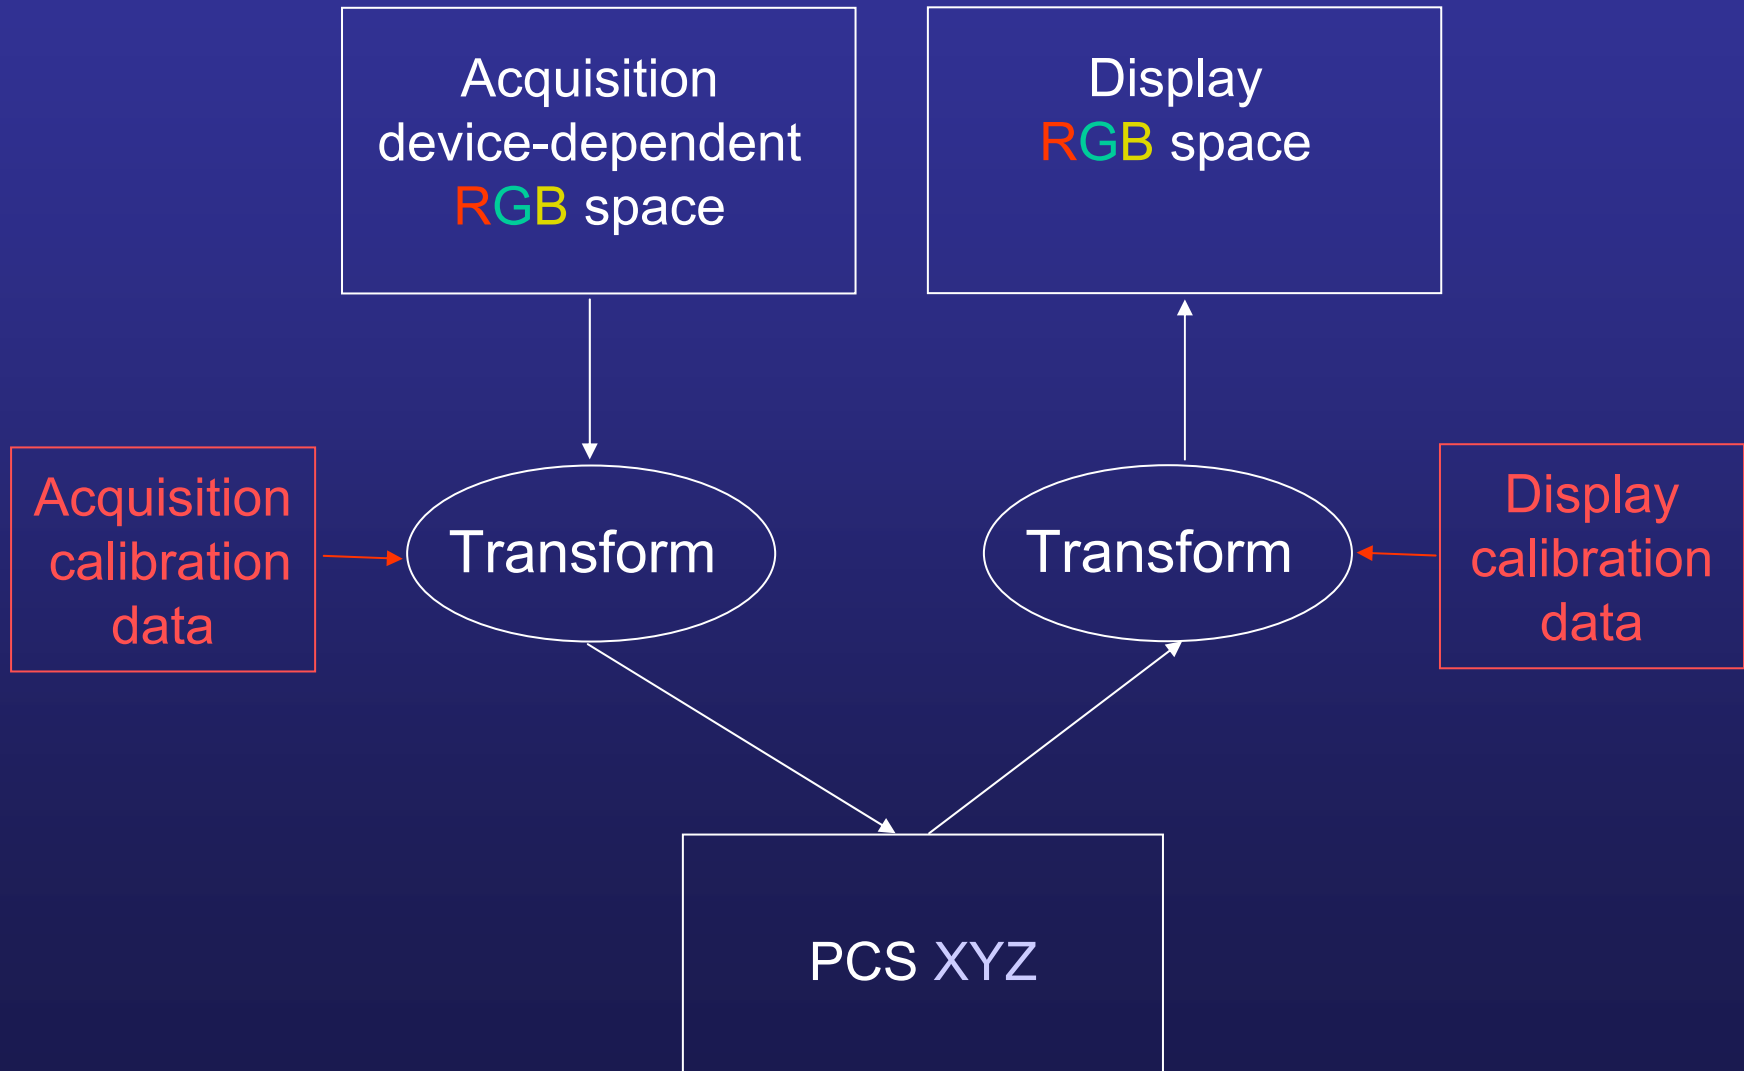 Acquisition
device-dependent
RGB space
Display
RGB space
Acquisition
calibration
data
Transform
Transform
Display
calibration
data
PCS XYZ